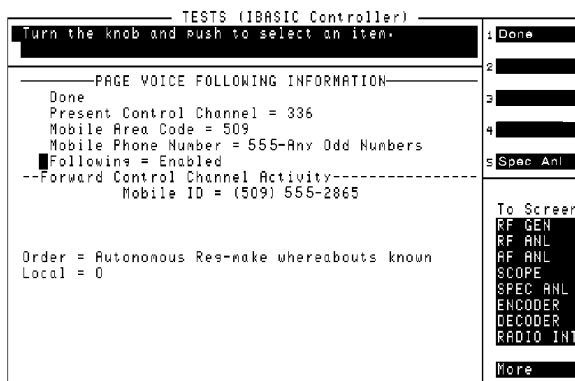 TESTS (IBASIC Controller)
Turn the knob and push to select an item.
PAGE VOICE FOLLOWING INFORMATION
Done
Present Control Channel = 336
Mobile Area Code = 509
Mobile Phone Number = 555-Any Odd Numbers
Following = Enabled
--Forward Control Channel Activity----------------
Mobile ID = (509) 555-2865
Order = Autonomous Reg-make whereabouts known
Local = 0
1 Done
2
3
4
5 Spec Anl
To Screen
RF GEN
RF ANL
AF ANL
SCOPE
SPEC ANL
ENCODER
DECODER
RADIO INT
More